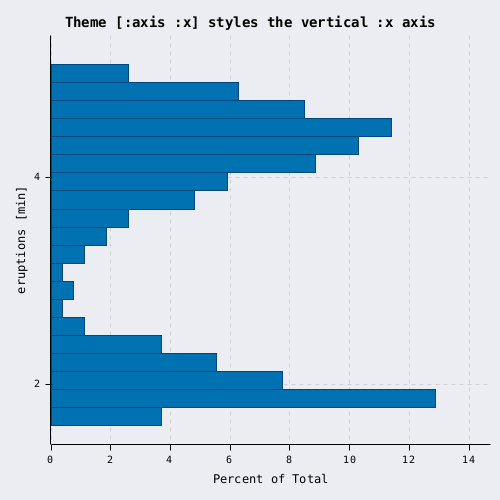 Theme [:axis :x] styles the vertical :x axis
eruptions [min]
4
2
0 2 4 6 8 10 12 14
Percent of Total